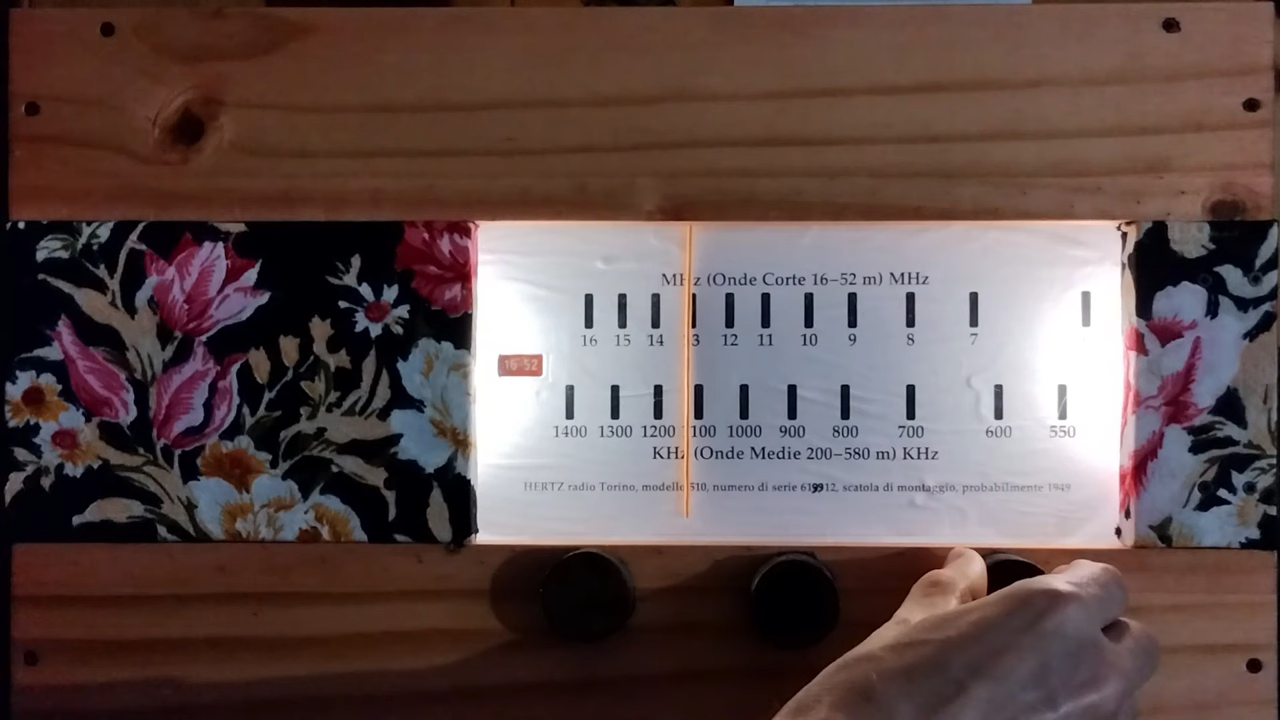 MHz (Onde Corte 16–52 m) MHz
16 15 14 3 12 11 10 9 8 7
16-52
1400 1300 1200 100 1000 900 800 700 600 550
KHz (Onde Medie 200–580 m) KHz
HERTZ radio Torino, modello 510, numero di serie scatola di montaggio, probabilmente 1949